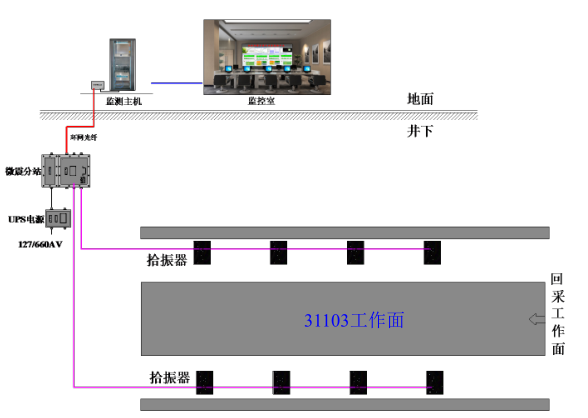 监测主机
监控室
地面
井下
环网光纤
微震分站
UPS电源
127/660AV
拾振器
31103工作面
回采工作面
拾振器